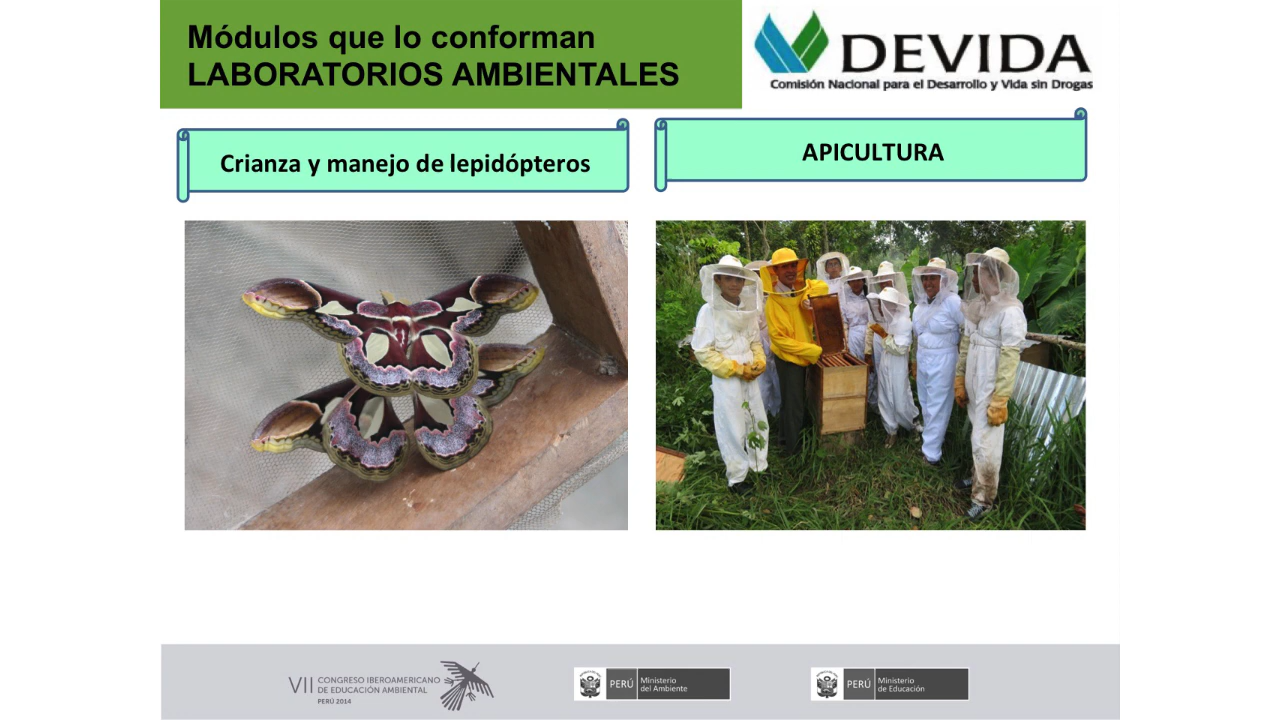 Módulos que lo conforman
LABORATORIOS AMBIENTALES
DEVIDA
Comisión Nacional para el Desarrollo y Vida sin Drogas
Crianza y manejo de lepidópteros
APICULTURA
VII CONGRESO IBEROAMERICANO
DE EDUCACIÓN AMBIENTAL
PERÚ 2014
PERÚ Ministerio
del Ambiente
PERÚ Ministerio
de Educación